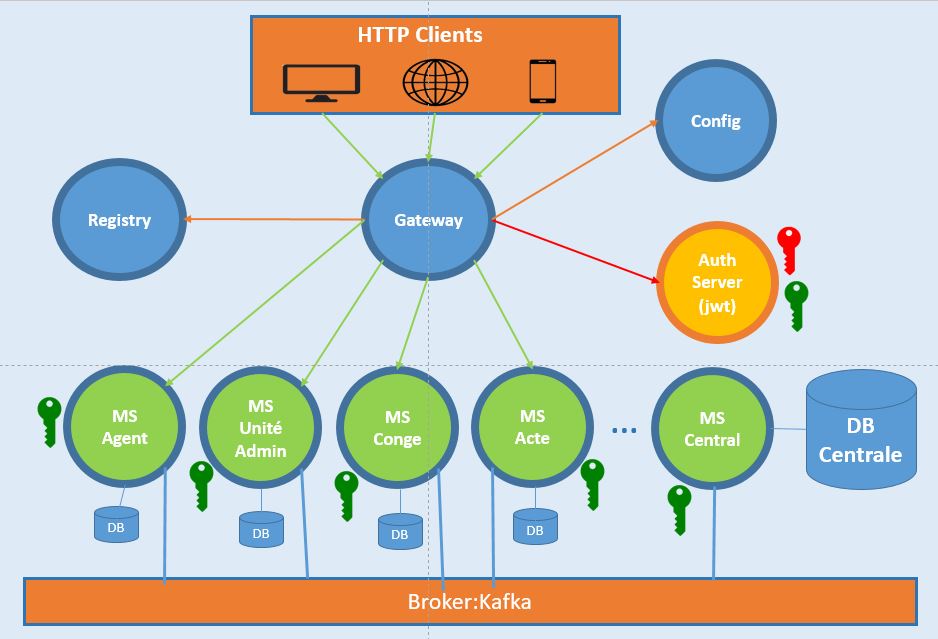 HTTP Clients
Config
Registry
Gateway
Auth
Server
(jwt)
MS
Agent
MS
Unité
Admin
MS
Conge
MS
Acte
...
MS
Central
DB
Centrale
DB
DB
DB
DB
Broker:Kafka